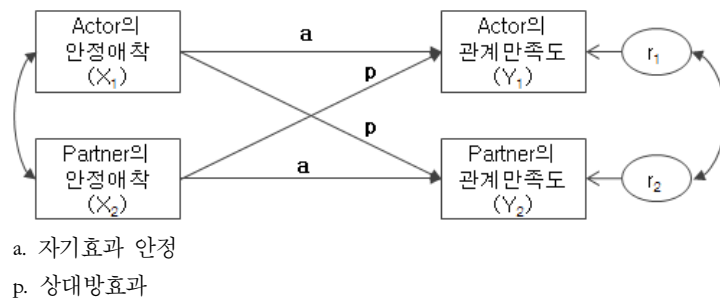 Actor의
안정애착
(X₁)
a
Actor의
관계만족도
(Y₁)
r₁
p
p
Partner의
안정애착
(X₂)
a
Partner의
관계만족도
(Y₂)
r₂
a. 자기효과 안정
p. 상대방효과